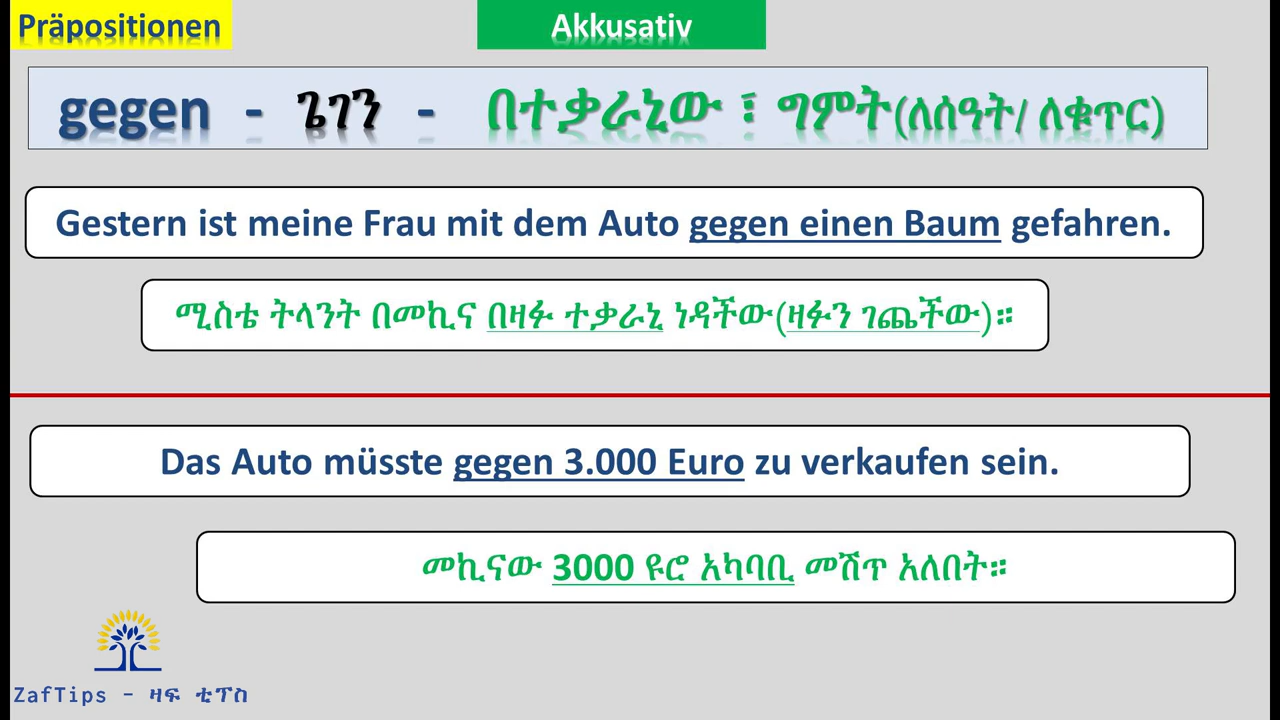 Präpositionen
Akkusativ
gegen - ጌገን - በተቃራኒው ፣ ግምት(ለሰዓት/ ለቁጥር)
Gestern ist meine Frau mit dem Auto gegen einen Baum gefahren.
ሚስቴ ትላንት በመኪና በዛፉ ተቃራኒ ነዳችው(ዛፉን ገጨችው)።
Das Auto müsste gegen 3.000 Euro zu verkaufen sein.
መኪናው 3000 ዩሮ አካባቢ መሸጥ አለበት።
ZafTips - ዛፍ ቲፕስ